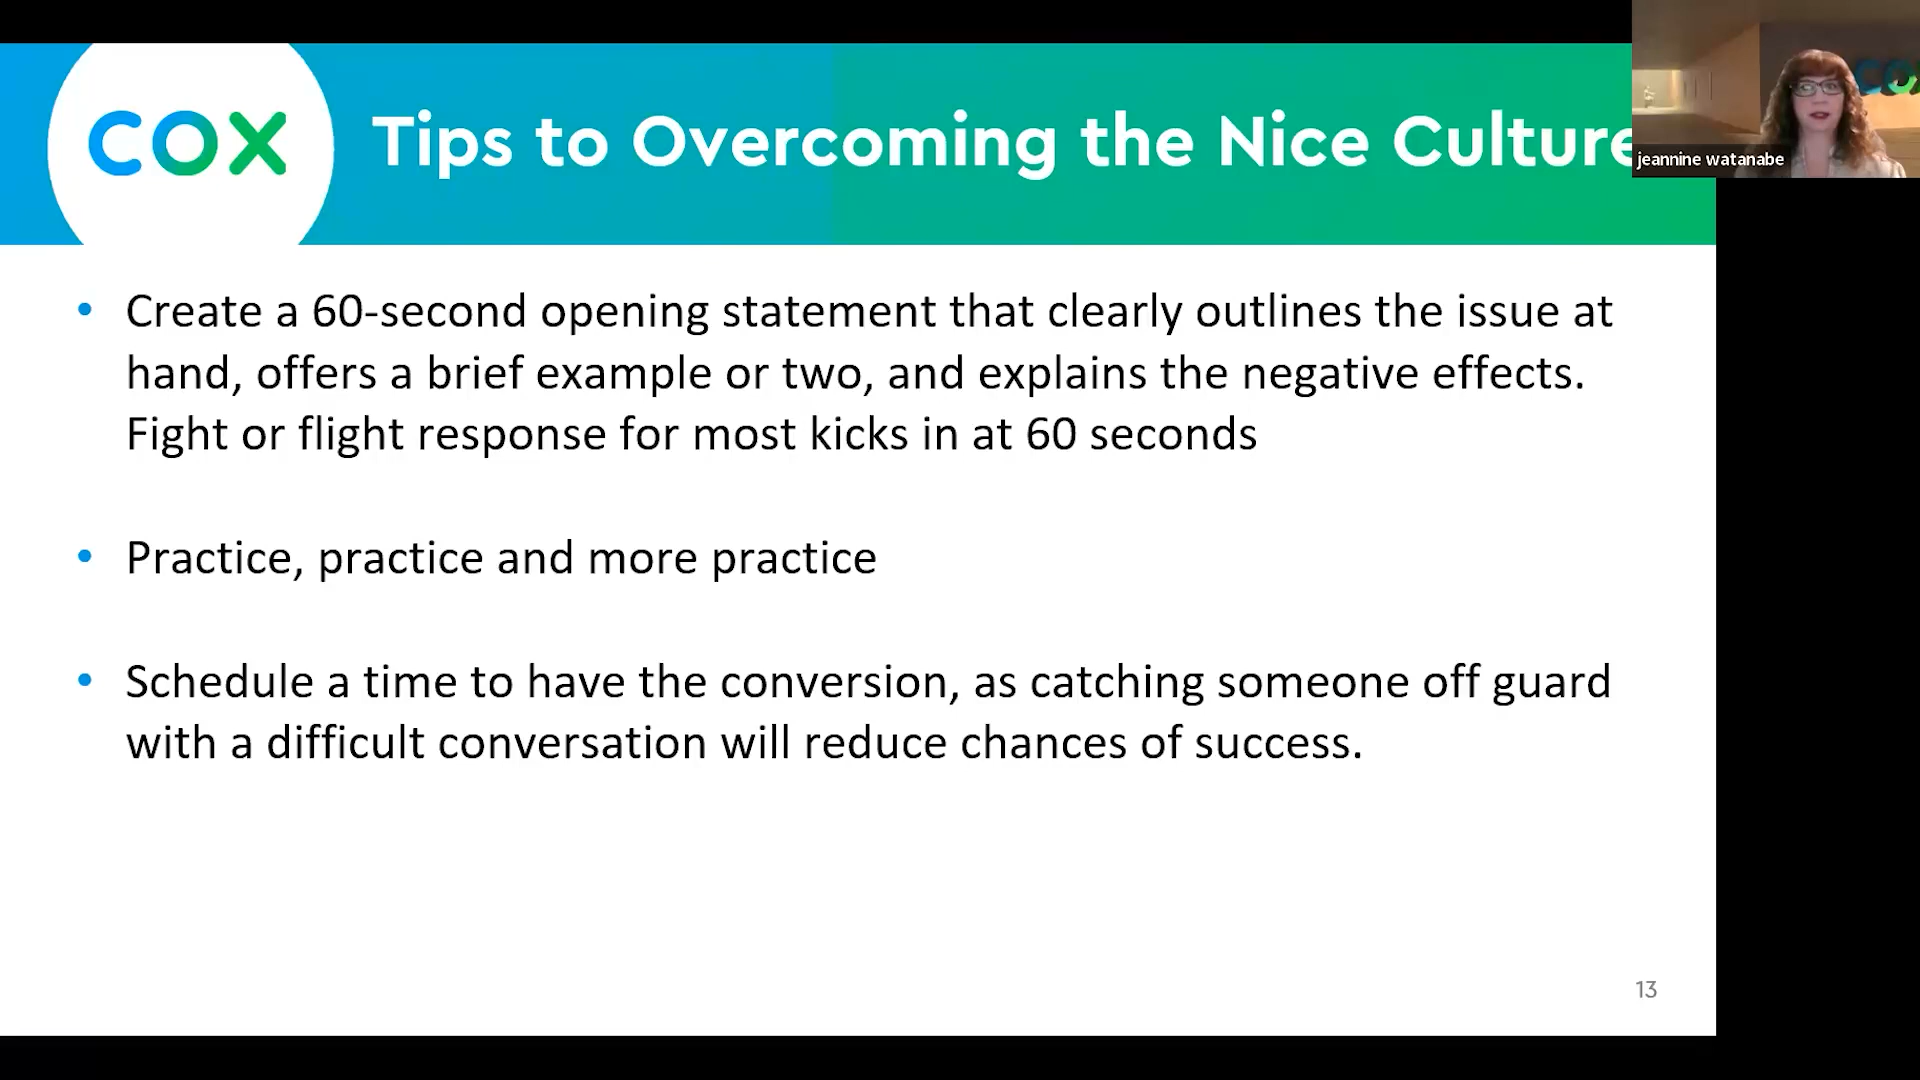 COX
Tips to Overcoming the Nice Culture
jeannine watanabe
• Create a 60-second opening statement that clearly outlines the issue at
hand, offers a brief example or two, and explains the negative effects.
Fight or flight response for most kicks in at 60 seconds
• Practice, practice and more practice
• Schedule a time to have the conversion, as catching someone off guard
with a difficult conversation will reduce chances of success.
13